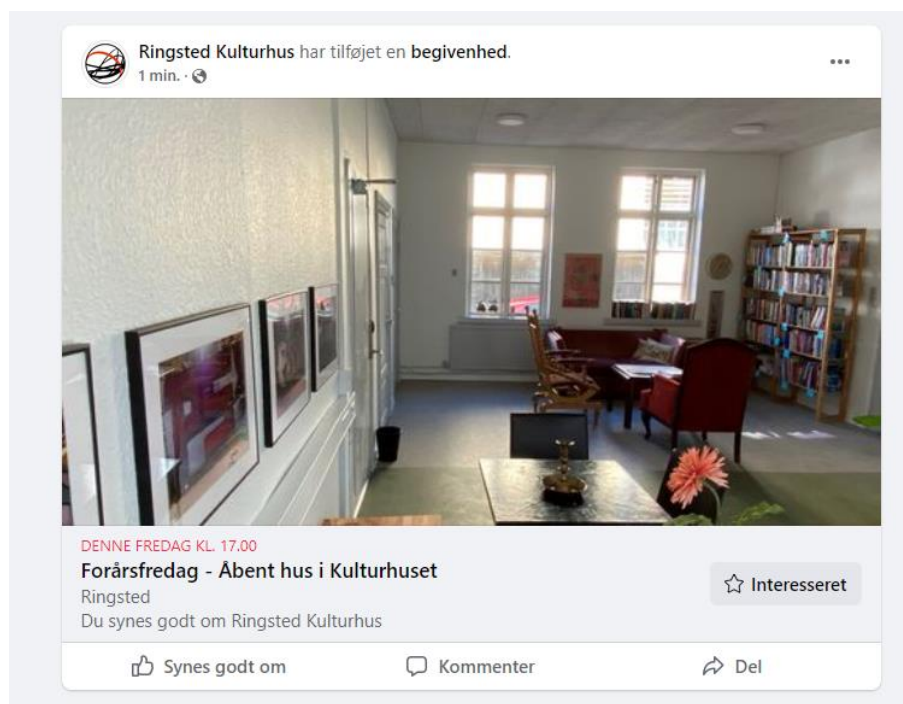 Ringsted Kulturhus har tilføjet en begivenhed.
1 min. ·
DENNE FREDAG KL. 17.00
Forårsfredag - Åbent hus i Kulturhuset
Ringsted
Du synes godt om Ringsted Kulturhus
Interesseret
Synes godt om
Kommenter
Del